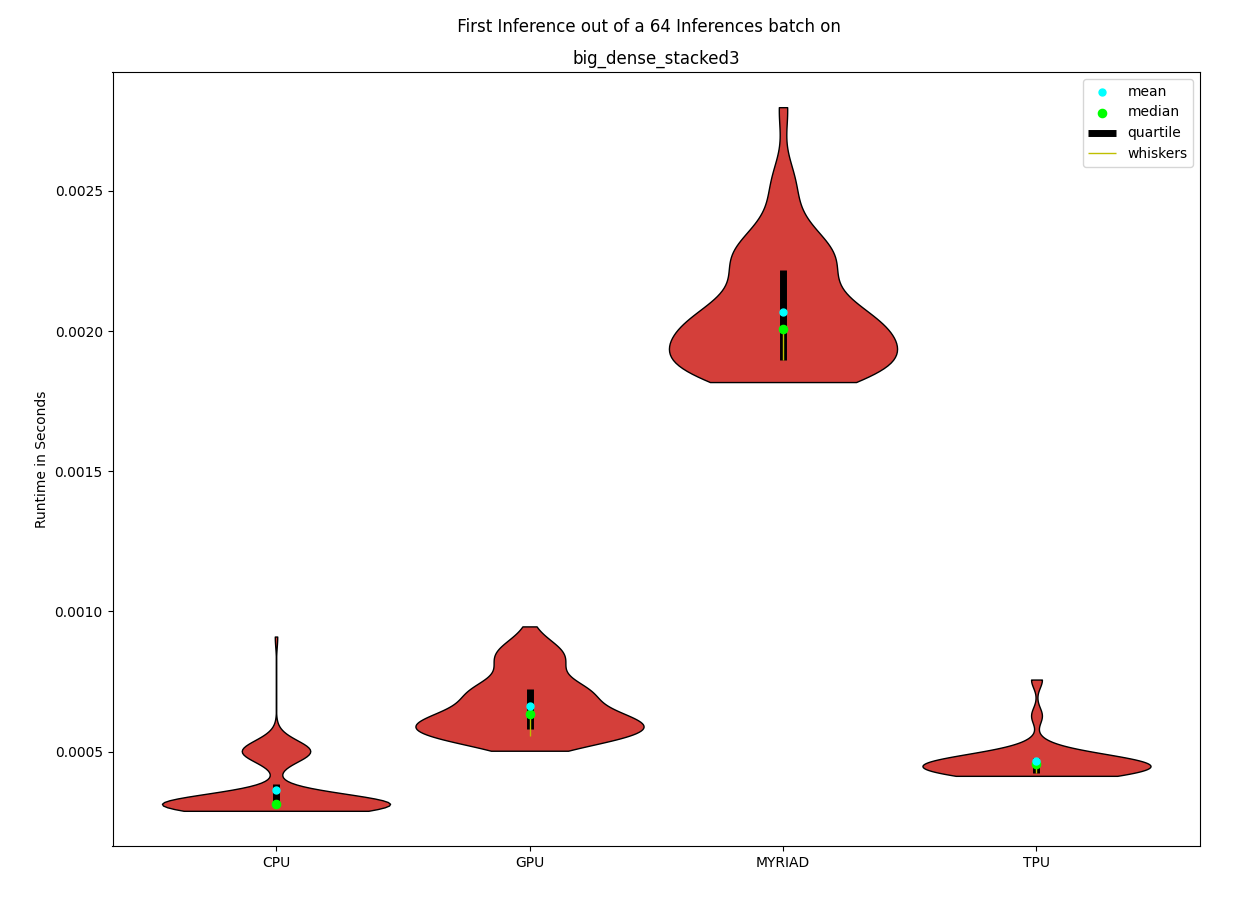 First Inference out of a 64 Inferences batch on
big_dense_stacked3
mean
median
quartile
whiskers
0.0025
0.0020
0.0015
0.0010
0.0005
Runtime in Seconds
CPU
GPU
MYRIAD
TPU